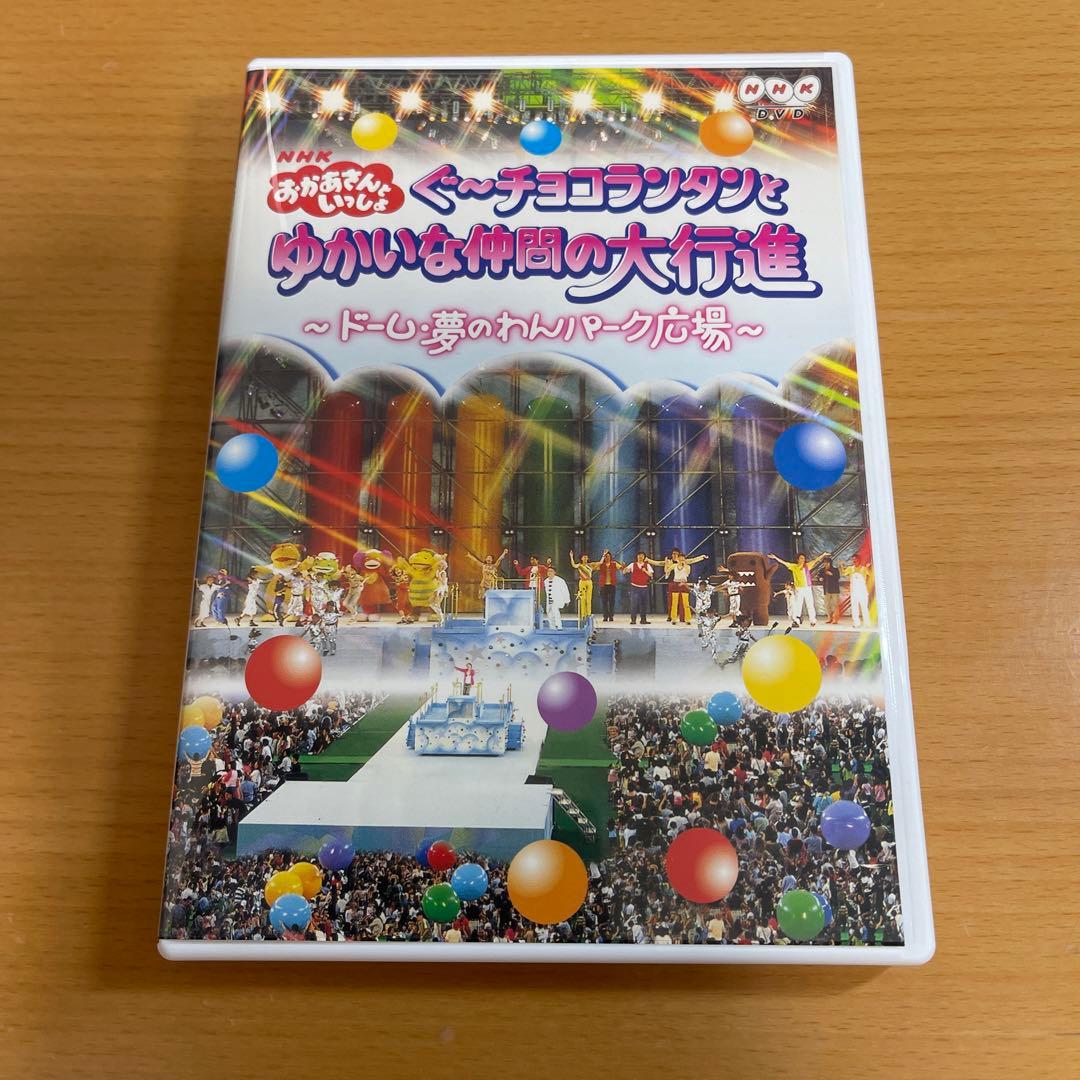 NHK
DVD
NHK
おかあさんと
いっしょ
ぐ～チョコランタンと
ゆかいな仲間の大行進
～ドーム・夢のわんパーク広場～